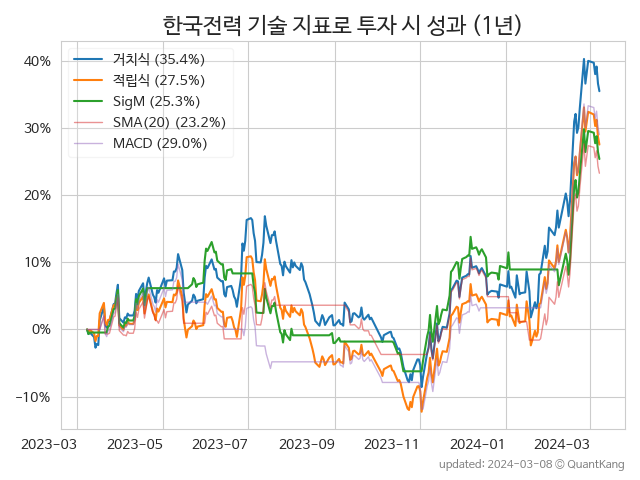 한국전력 기술 지표로 투자 시 성과 (1년)
거치식 (35.4%)
적립식 (27.5%)
SigM (25.3%)
SMA(20) (23.2%)
MACD (29.0%)
40%
30%
20%
10%
0%
−10%
2023−03 2023−05 2023−07 2023−09 2023−11 2024−01 2024−03
updated: 2024−03−08 © QuantKang